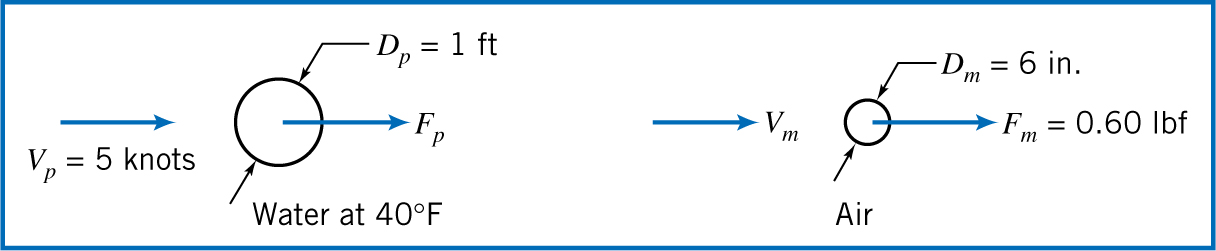 D_p = 1 ft
V_p = 5 knots
F_p
Water at 40°F
D_m = 6 in.
V_m
F_m = 0.60 lbf
Air